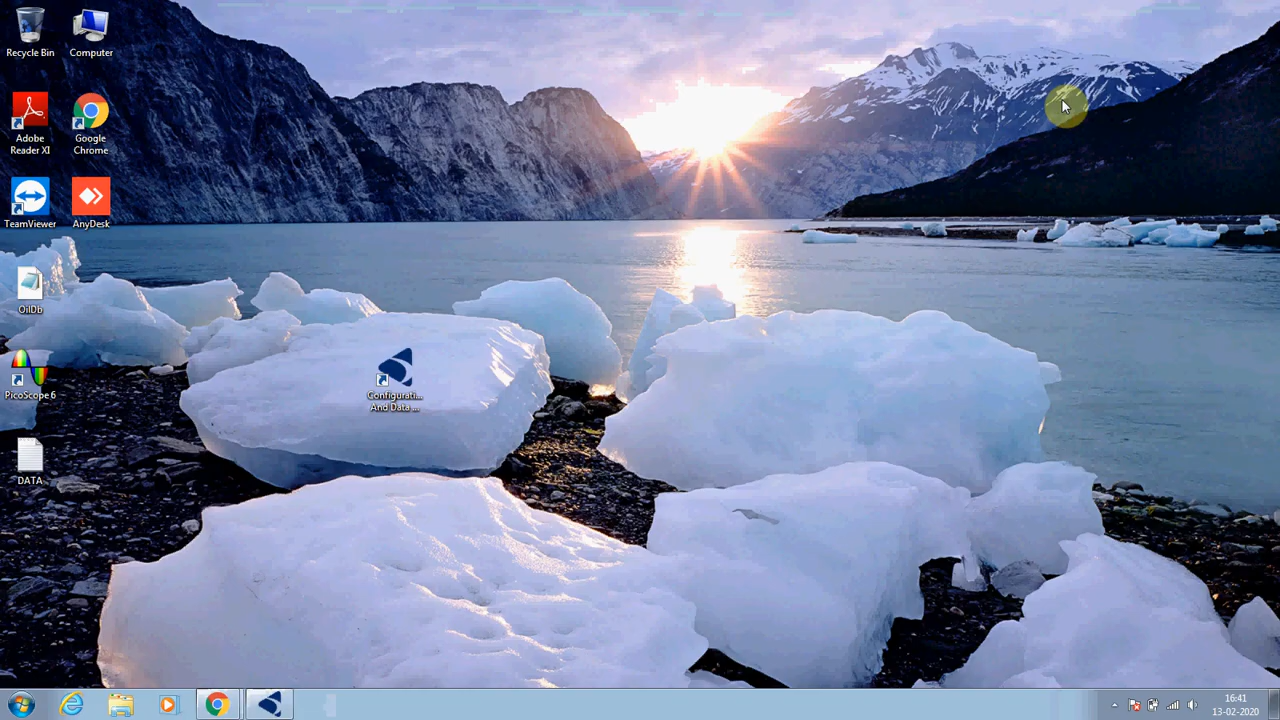 Recycle Bin
Computer
Adobe
Reader XI
Google
Chrome
TeamViewer
AnyDesk
OilDb
PicoScope 6
Configurati...
And Data ...
DATA
16:41
13-02-2020